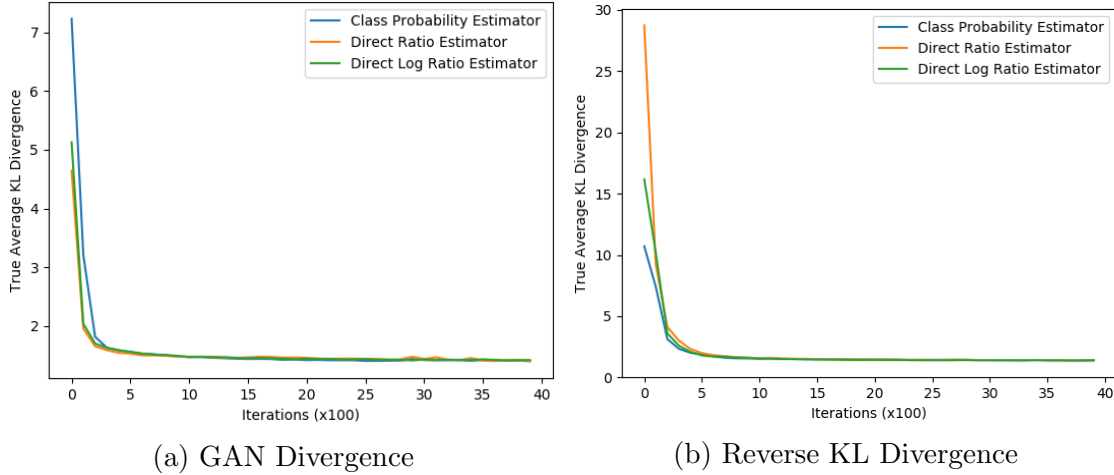 7
6
5
4
3
2
True Average KL Divergence
Class Probability Estimator
Direct Ratio Estimator
Direct Log Ratio Estimator
0 5 10 15 20 25 30 35 40
Iterations (x100)
(a) GAN Divergence
30
25
20
15
10
5
0
True Average KL Divergence
Class Probability Estimator
Direct Ratio Estimator
Direct Log Ratio Estimator
0 5 10 15 20 25 30 35 40
Iterations (x100)
(b) Reverse KL Divergence